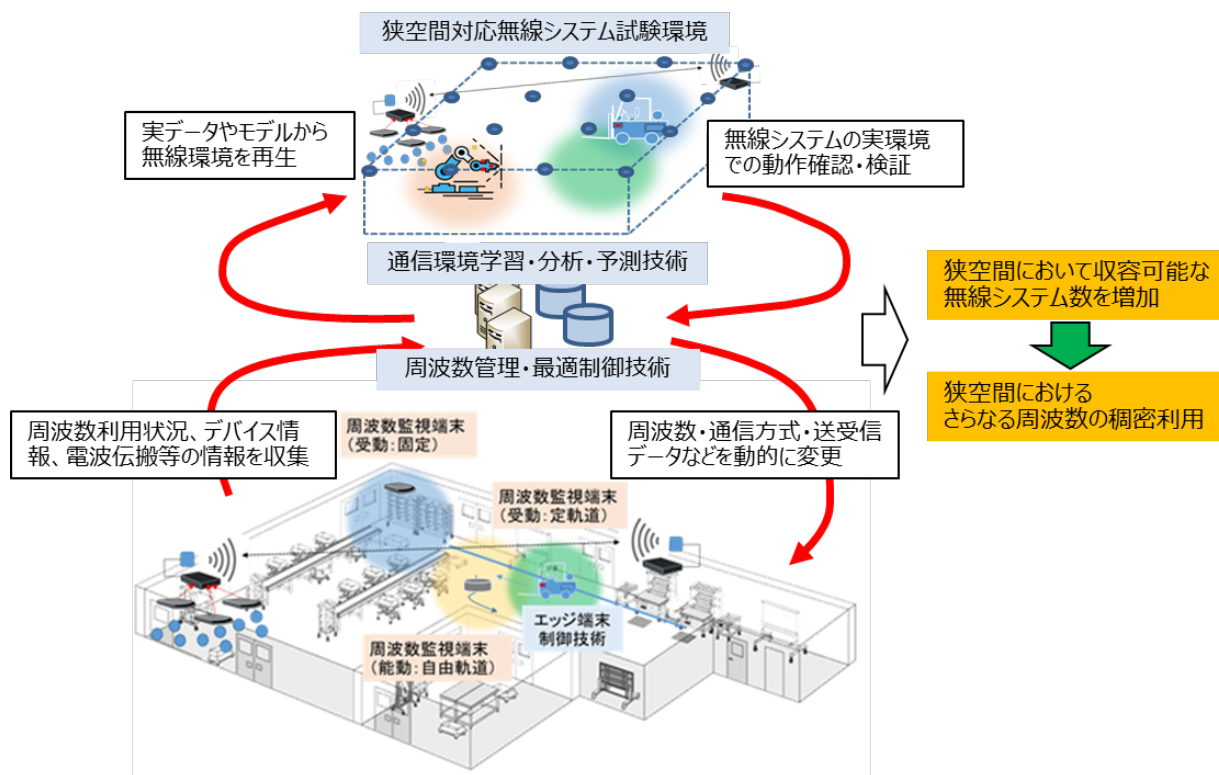 狭空間対応無線システム試験環境
実データやモデルから
無線環境を再生
無線システムの実環境
での動作確認・検証
通信環境学習・分析・予測技術
周波数管理・最適制御技術
狭空間において収容可能な
無線システム数を増加
狭空間における
さらなる周波数の稠密利用
周波数利用状況、デバイス情
報、電波伝搬等の情報を収集
周波数監視端末
（受動：固定）
周波数・通信方式・送受信
データなどを動的に変更
周波数監視端末
（受動：定軌道）
エッジ端末
制御技術
周波数監視端末
（能動：自由軌道）